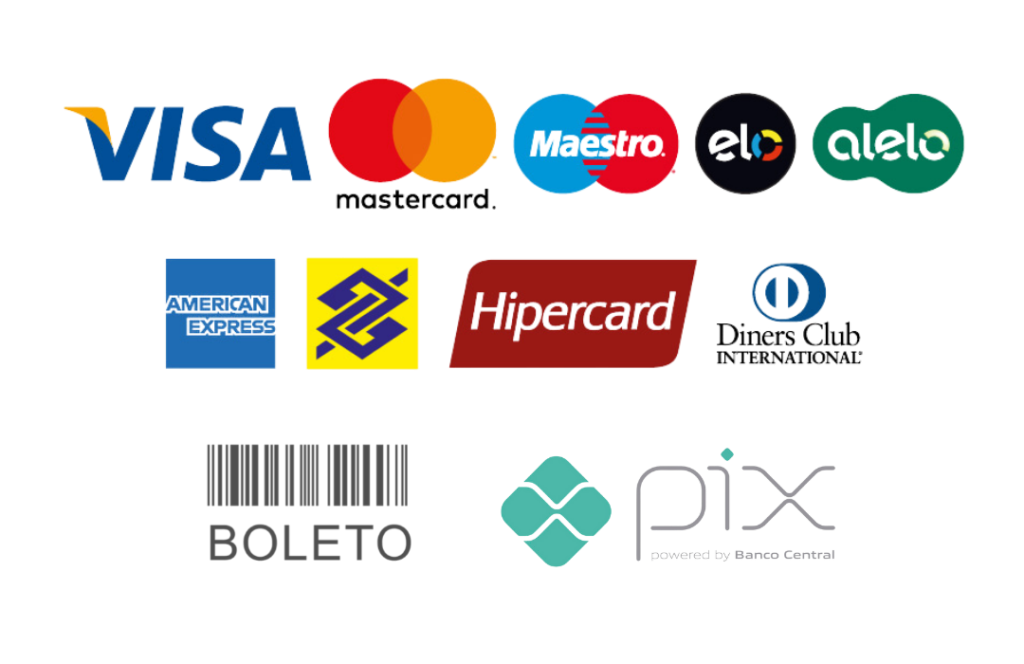 VISA
mastercard.
Maestro.
elo
alelo
AMERICAN
EXPRESS
Hipercard
Diners Club
INTERNATIONAL®
BOLETO
pix
powered by Banco Central